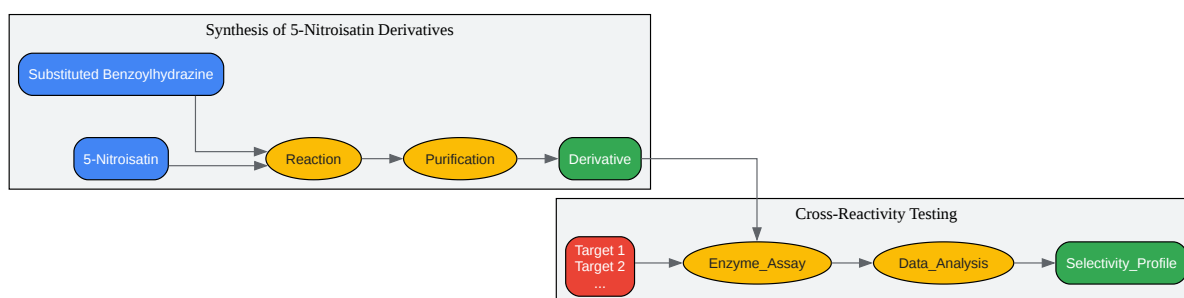 Synthesis of 5-Nitroisatin Derivatives
Substituted Benzoylhydrazine
5-Nitroisatin
Reaction
Purification
Derivative
Cross-Reactivity Testing
Target 1
Target 2
...
Enzyme_Assay
Data_Analysis
Selectivity_Profile